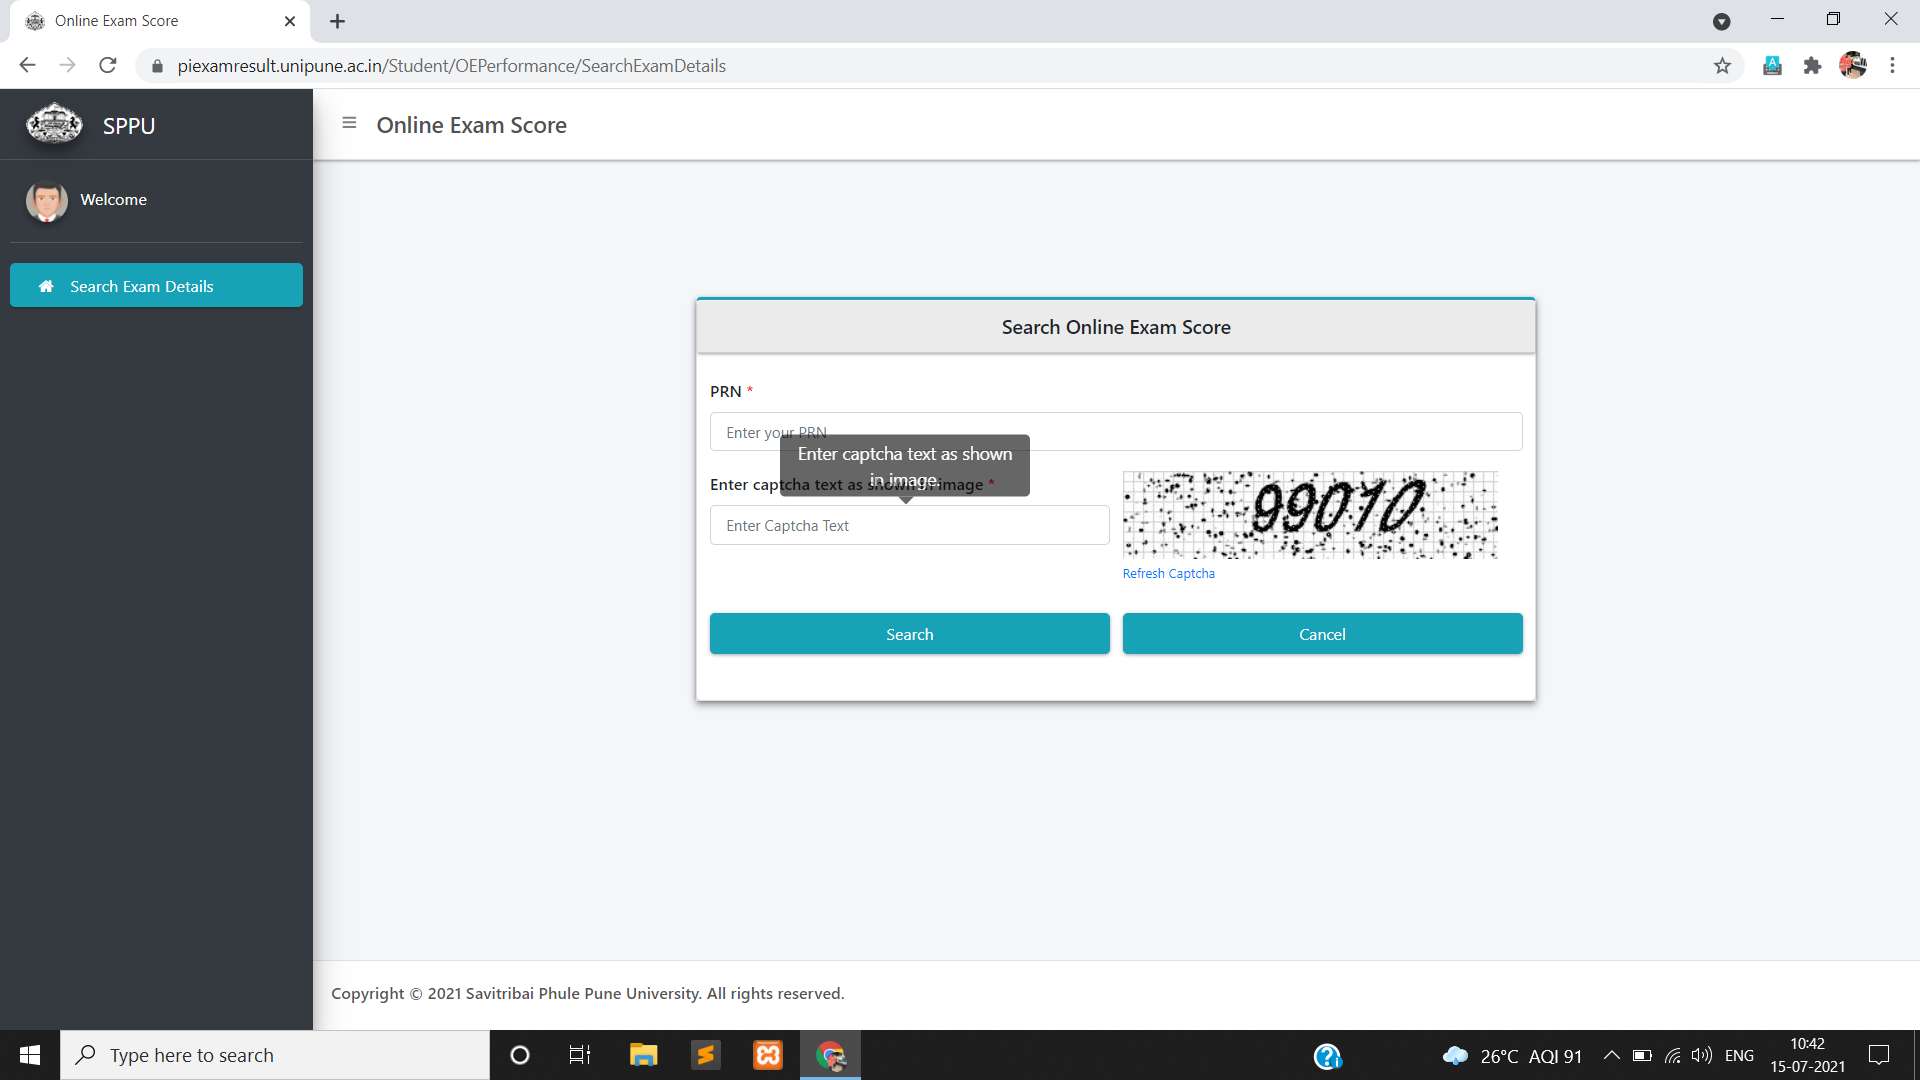 Online Exam Score
piexamresult.unipune.ac.in/Student/OEPerformance/SearchExamDetails
SPPU
Online Exam Score
Welcome
Search Exam Details
Search Online Exam Score
PRN *
Enter your PRN
Enter captcha text as shown
in image.
Enter captcha text as shown in image *
Enter Captcha Text
99010
Refresh Captcha
Search
Cancel
Copyright © 2021 Savitribai Phule Pune University. All rights reserved.
Type here to search
26°C AQI 91
ENG
10:42
15-07-2021